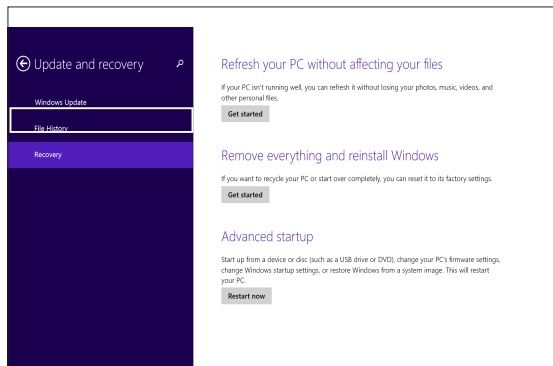 Update and recovery
Windows Update
File History
Recovery
Refresh your PC without affecting your files
If your PC isn't running well, you can refresh it without losing your photos, music, videos, and
other personal files.
Get started
Remove everything and reinstall Windows
If you want to recycle your PC or start over completely, you can reset it to its factory settings.
Get started
Advanced startup
Start up from a device or disc (such as a USB drive or DVD), change your PC's firmware settings,
change Windows startup settings, or restore Windows from a system image. This will restart
your PC.
Restart now